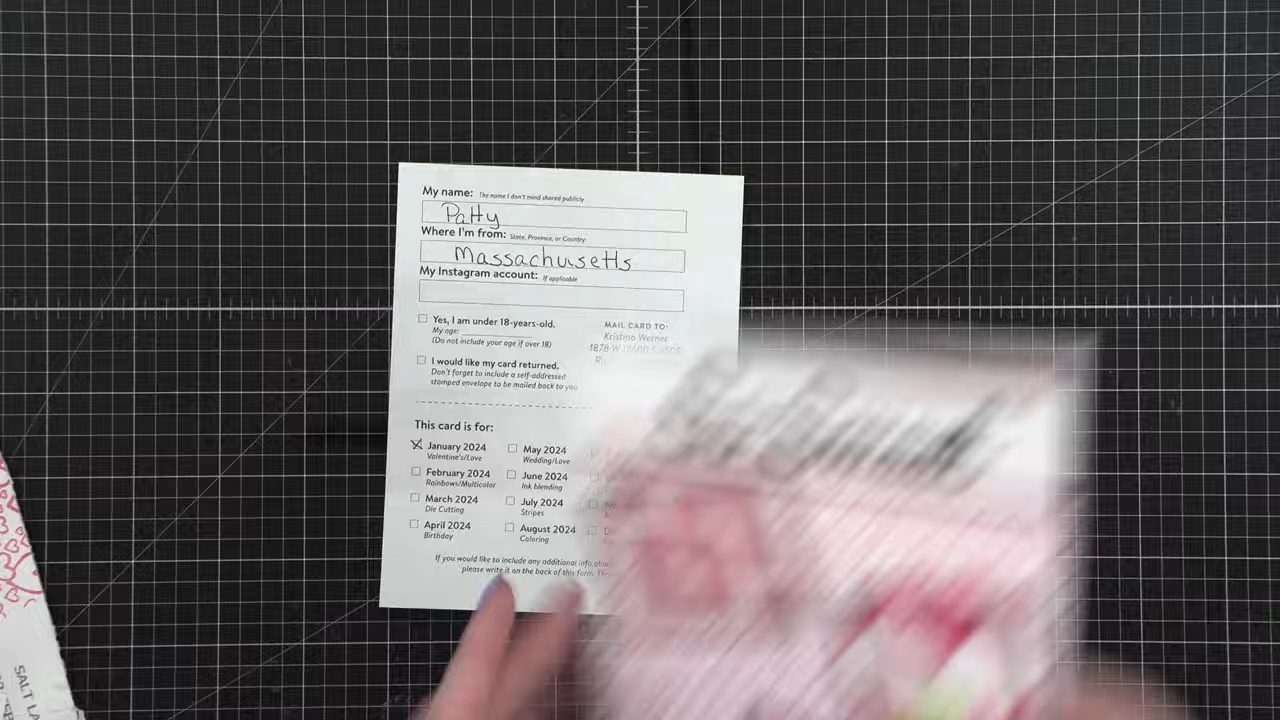 My name: The name I don't mind shared publicly
Patty
Where I'm from: State, Province, or Country
Massachusetts
My Instagram account: If applicable
Yes, I am under 18-years-old.
My age:
(Do not include your age if over 18)
I would like my card returned.
Don't forget to include a self-addressed
stamped envelope to be mailed back to you
MAIL CARD TO:
Kristina Werner
1878 W
This card is for:
January 2024
Valentine's/Love
February 2024
Rainbows/Multicolor
March 2024
Die Cutting
April 2024
Birthday
May 2024
Wedding/Love
June 2024
Ink blending
July 2024
Stripes
August 2024
Coloring
If you would like to include any additional info
please write it on the back of this form.
SALT LA